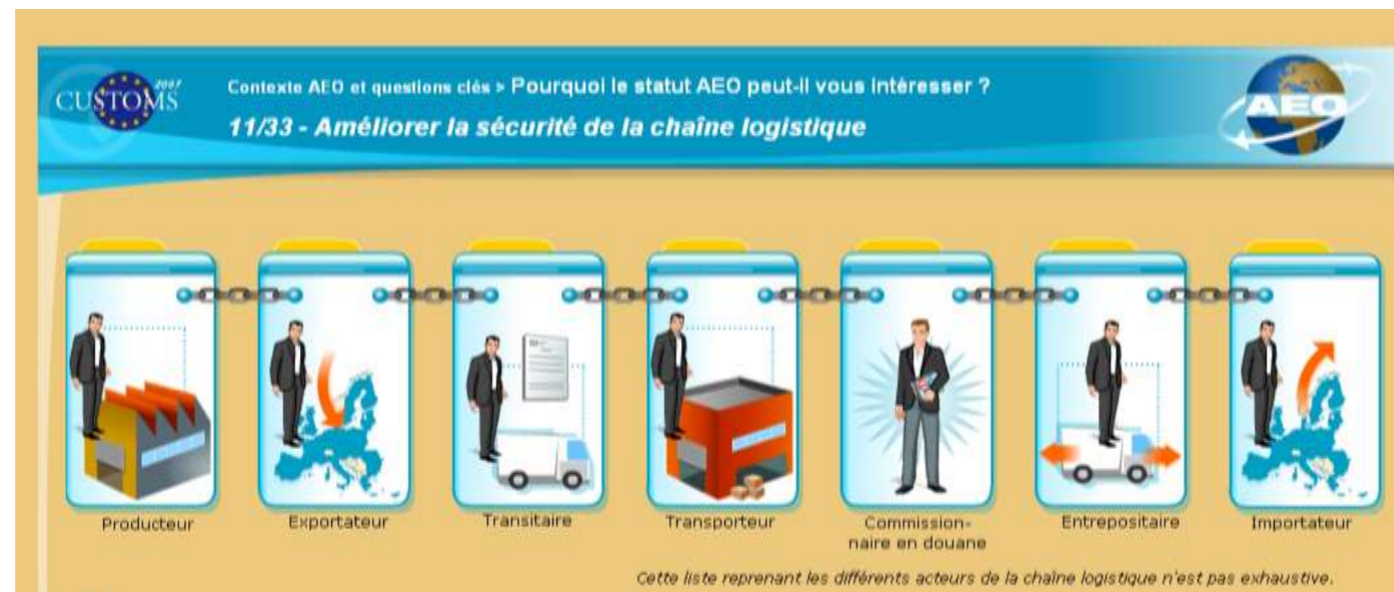 2007
CUSTOMS
Contexte AEO et questions clés > Pourquoi le statut AEO peut-il vous intéresser ?
11/33 - Améliorer la sécurité de la chaîne logistique
AEO
Producteur
Exportateur
Transitaire
Transporteur
Commission-
naire en douane
Entrepositaire
Importateur
Cette liste reprenant les différents acteurs de la chaîne logistique n'est pas exhaustive.